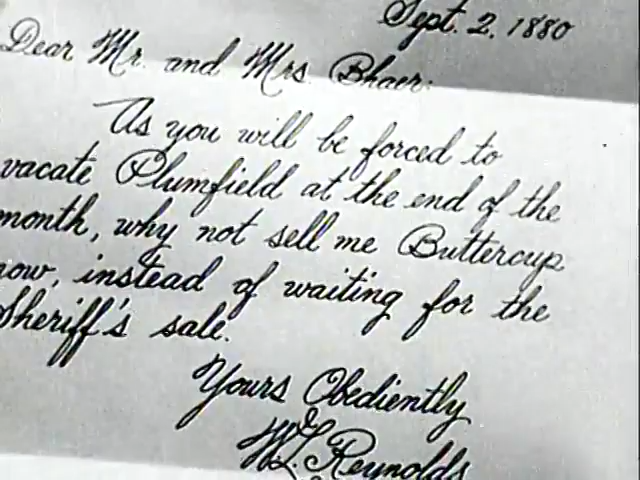 Sept. 2, 1880
Dear Mr. and Mrs. Bhaer:
As you will be forced to
vacate Plumfield at the end of the
month, why not sell me Buttercup
now, instead of waiting for the
Sheriff's sale.
Yours Obediently
W.L. Reynolds